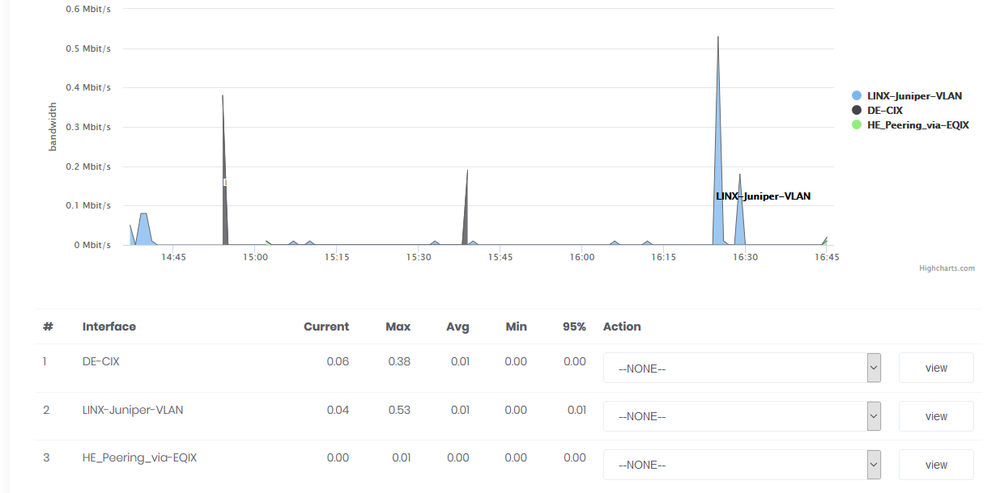 0.6 Mbit/s
0.5 Mbit/s
0.4 Mbit/s
0.3 Mbit/s
0.2 Mbit/s
0.1 Mbit/s
0 Mbit/s
bandwidth
LINX-Juniper-VLAN
14:45 15:00 15:15 15:30 15:45 16:00 16:15 16:30 16:45
LINX-Juniper-VLAN
DE-CIX
HE_Peering_via-EQIX
Highcharts.com
# Interface Current Max Avg Min 95% Action
1 DE-CIX 0.06 0.38 0.01 0.00 0.00 --NONE-- view
2 LINX-Juniper-VLAN 0.04 0.53 0.01 0.00 0.01 --NONE-- view
3 HE_Peering_via-EQIX 0.00 0.01 0.00 0.00 0.00 --NONE-- view